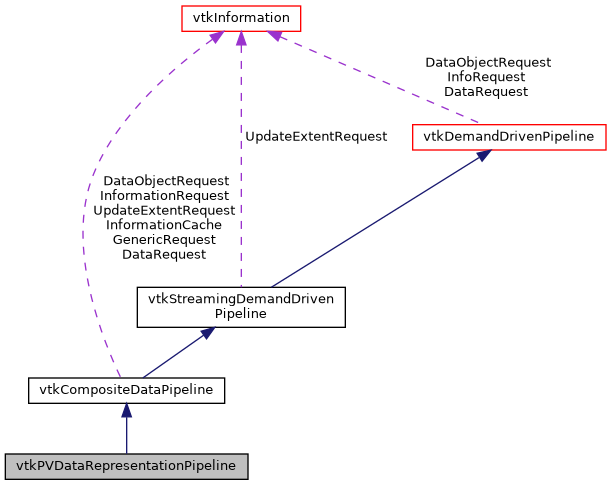 vtkInformation
DataObjectRequest
InfoRequest
DataRequest
UpdateExtentRequest
vtkDemandDrivenPipeline
DataObjectRequest
InformationRequest
UpdateExtentRequest
InformationCache
GenericRequest
DataRequest
vtkStreamingDemandDriven
Pipeline
vtkCompositeDataPipeline
vtkPVDataRepresentationPipeline